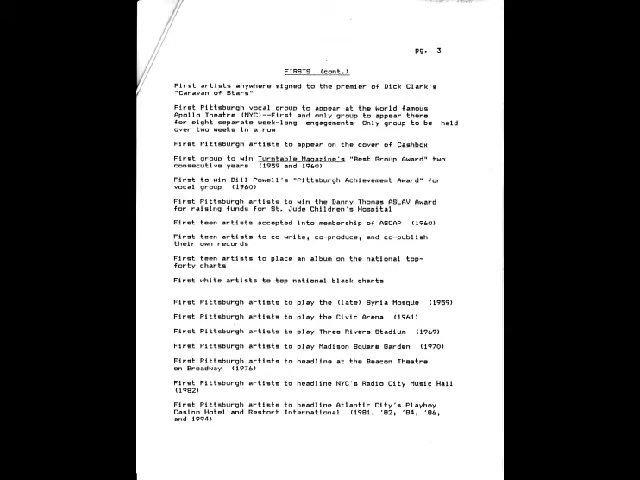 PG. 3
FIRSTS (cont.)
First artists anywhere signed to the premier of Dick Clark's
"Caravan of Stars"
First Pittsburgh vocal group to appear at the world famous
Apollo Theatre (NYC)--First and only group to appear there
for eight separate week-long engagements Only group to be held
over two weeks in a row
First Pittsburgh artists to appear on the cover of Cashbox
First group to win Turntable Magazine's "Best Group Award" two
consecutive years (1959 and 1960)
First to win Bill Powell's "Pittsburgh Achievement Award" for
vocal group (1960)
First Pittsburgh artists to win the Danny Thomas ALSAC Award
for raising funds for St. Jude Children's Hospital
First teen artists accepted into membership of ASCAP (1960)
First teen artists to co write, co-produce, and co-publish
their own records
First teen artists to place an album on the national top-
forty charts
First white artists to top national black charts
First Pittsburgh artists to play the (late) Syria Mosque (1959)
First Pittsburgh artists to play the Civic Arena (1961)
First Pittsburgh artists to play Three Rivers Stadium (1969)
First Pittsburgh artists to play Madison Square Garden (1970)
First Pittsburgh artists to headline at the Beacon Theatre
on Broadway (1976)
First Pittsburgh artists to headline NYC's Radio City Music Hall
(1982)
First Pittsburgh artists to headline Atlantic City's Playboy
Casino Hotel and Restort International (1981, '82, '84, '86,
and 1994)